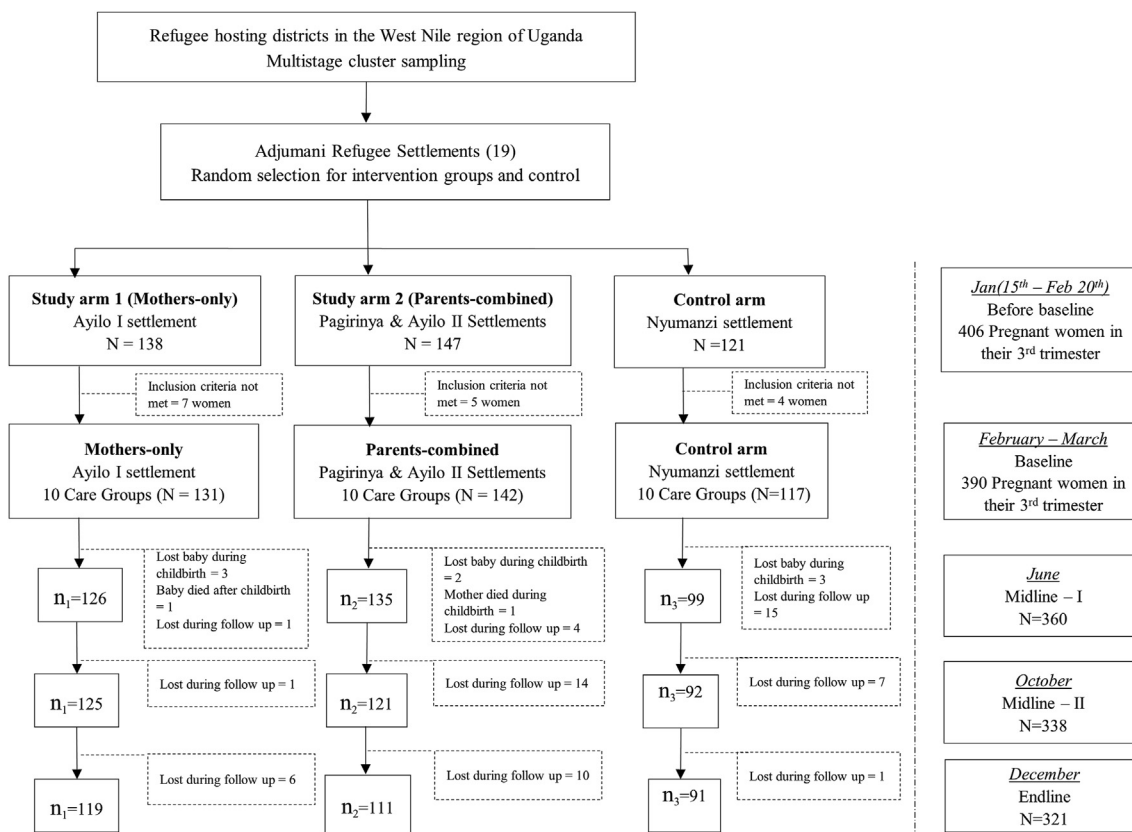 Refugee hosting districts in the West Nile region of Uganda
Multistage cluster sampling
Adjumani Refugee Settlements (19)
Random selection for intervention groups and control
Study arm 1 (Mothers-only)
Ayilo I settlement
N = 138
Study arm 2 (Parents-combined)
Pagirinya & Ayilo II Settlements
N = 147
Control arm
Nyumanzi settlement
N =121
Jan(15th – Feb 20th)
Before baseline
406 Pregnant women in
their 3rd trimester
Inclusion criteria not
met = 7 women
Inclusion criteria not
met = 5 women
Inclusion criteria not
met = 4 women
Mothers-only
Ayilo I settlement
10 Care Groups (N = 131)
Parents-combined
Pagirinya & Ayilo II Settlements
10 Care Groups (N = 142)
Control arm
Nyumanzi settlement
10 Care Groups (N=117)
February – March
Baseline
390 Pregnant women in
their 3rd trimester
Lost baby during
childbirth = 3
Baby died after childbirth
= 1
Lost during follow up = 1
Lost baby during childbirth
= 2
Mother died during
childbirth = 1
Lost during follow up = 4
Lost baby during
childbirth = 3
Lost during follow up =
15
n1=126
n2=135
n3=99
June
Midline – I
N=360
Lost during follow up = 1
Lost during follow up = 14
Lost during follow up = 7
n1=125
n2=121
n3=92
October
Midline – II
N=338
Lost during follow up = 6
Lost during follow up = 10
Lost during follow up = 1
n1=119
n2=111
n3=91
December
Endline
N=321